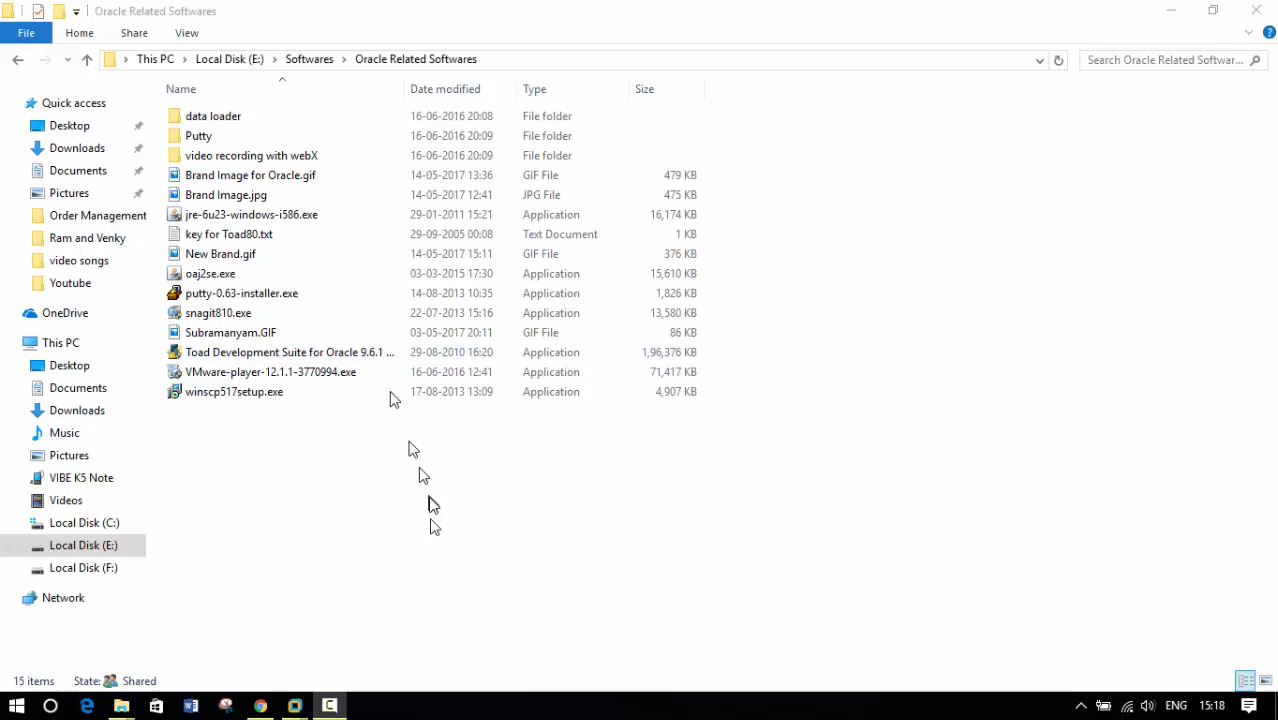 Oracle Related Softwares
File Home Share View
This PC Local Disk (E:) Softwares Oracle Related Softwares
Search Oracle Related Softwar...
Name Date modified Type Size
Quick access
Desktop
Downloads
Documents
Pictures
Order Management
Ram and Venky
video songs
Youtube
OneDrive
This PC
Desktop
Documents
Downloads
Music
Pictures
VIBE K5 Note
Videos
Local Disk (C:)
Local Disk (E:)
Local Disk (F:)
Network
data loader 16-06-2016 20:08 File folder
Putty 16-06-2016 20:09 File folder
video recording with webX 16-06-2016 20:09 File folder
Brand Image for Oracle.gif 14-05-2017 13:36 GIF File 479 KB
Brand Image.jpg 14-05-2017 12:41 JPG File 475 KB
jre-6u23-windows-i586.exe 29-01-2011 15:21 Application 16,174 KB
key for Toad80.txt 29-09-2005 00:08 Text Document 1 KB
New Brand.gif 14-05-2017 15:11 GIF File 376 KB
oaj2se.exe 03-03-2015 17:30 Application 15,610 KB
putty-0.63-installer.exe 14-08-2013 10:35 Application 1,826 KB
snagit810.exe 22-07-2013 15:16 Application 13,580 KB
Subramanyam.GIF 03-05-2017 20:11 GIF File 86 KB
Toad Development Suite for Oracle 9.6.1 ... 29-08-2010 16:20 Application 1,96,376 KB
VMware-player-12.1.1-3770994.exe 16-06-2016 12:41 Application 71,417 KB
winscp517setup.exe 17-08-2013 13:09 Application 4,907 KB
15 items State: Shared
ENG 15:18